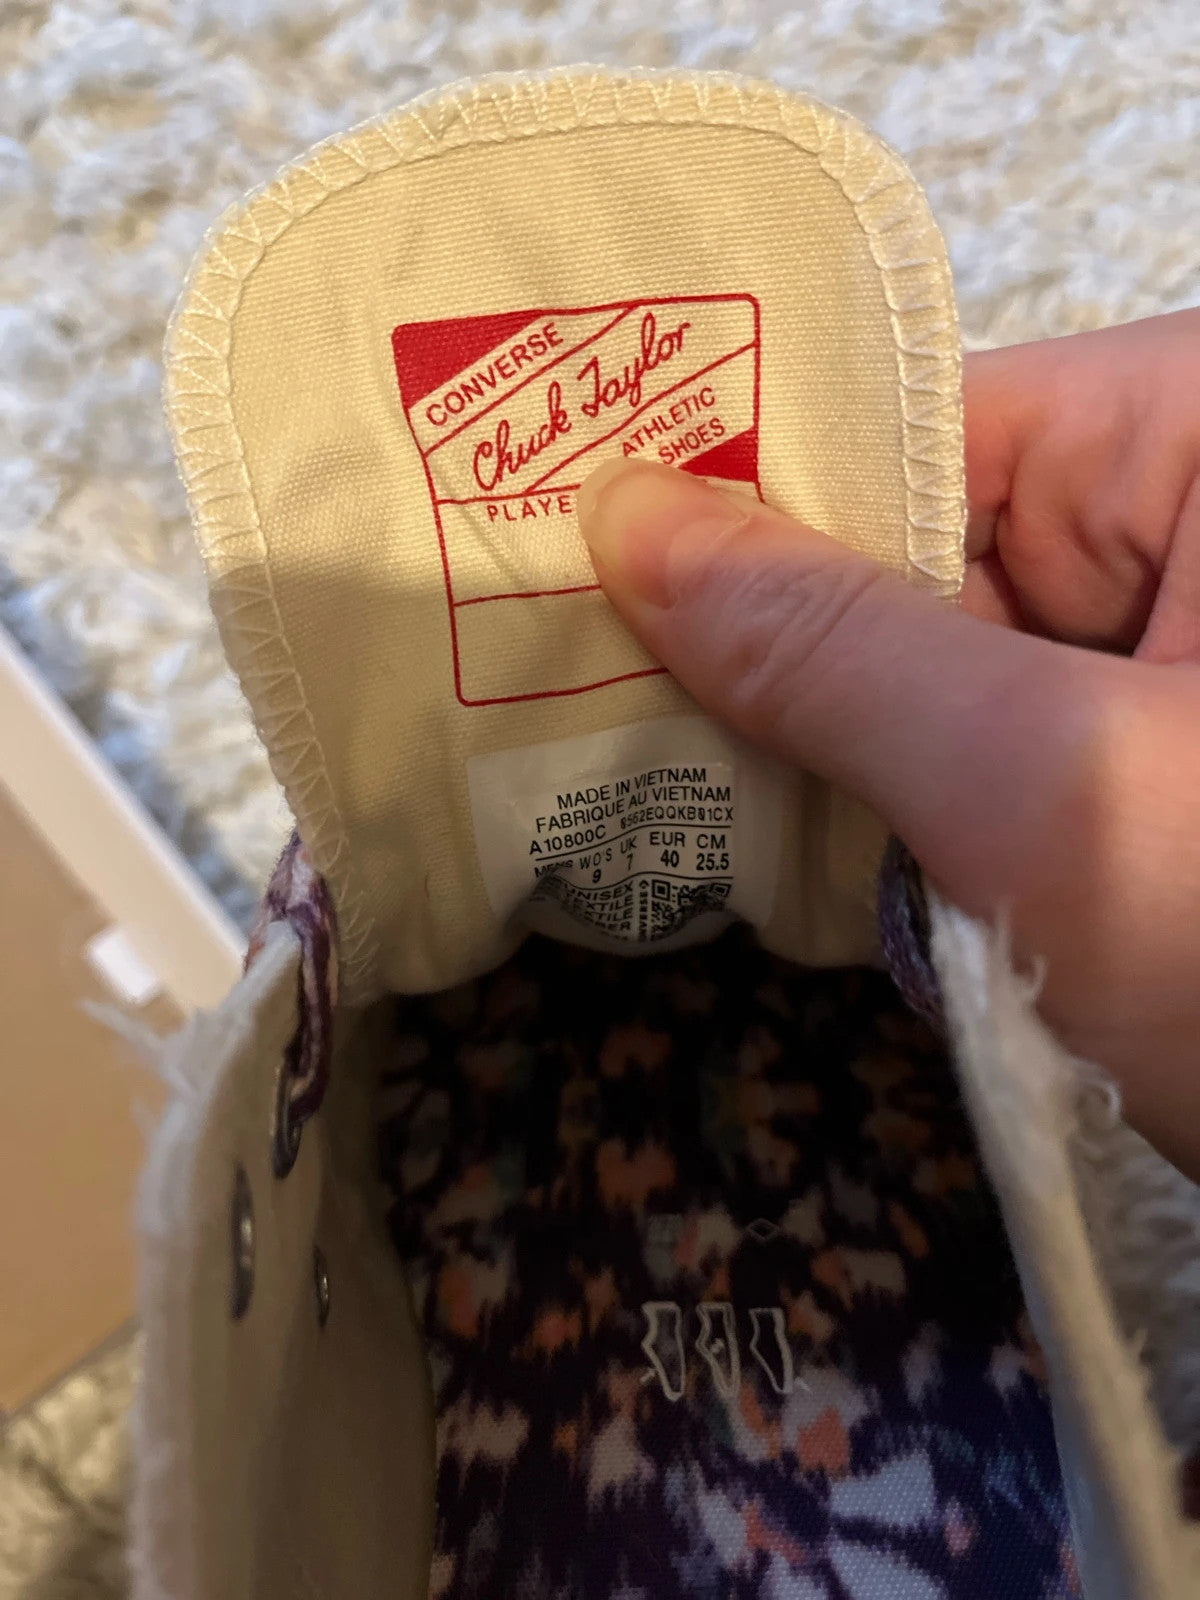 CONVERSE
Chuck Taylor
ATHLETIC
SHOES
PLAYE
MADE IN VIETNAM
FABRIQUE AU VIETNAM
A10800C 8562EQQKB01CX
MEN'S WO'S UK EUR CM
9 7 40 25.5
UNISEX
TEXTILE